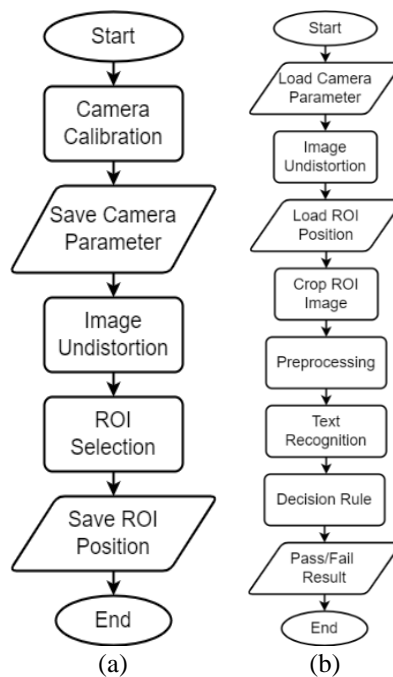 Start
Camera
Calibration
Save Camera
Parameter
Image
Undistortion
ROI
Selection
Save ROI
Position
End
(a)
Start
Load Camera
Parameter
Image
Undistortion
Load ROI
Position
Crop ROI
Image
Preprocessing
Text
Recognition
Decision Rule
Pass/Fail
Result
End
(b)